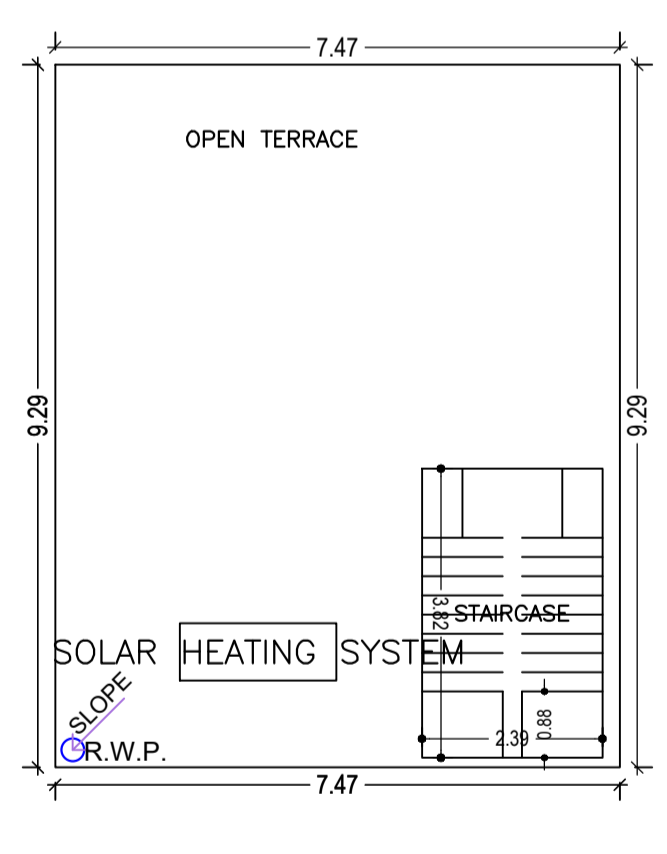 7.47
OPEN TERRACE
9.29
9.29
3.82
STAIRCASE
SOLAR HEATING SYSTEM
SLOPE
R.W.P.
2.39
0.88
7.47